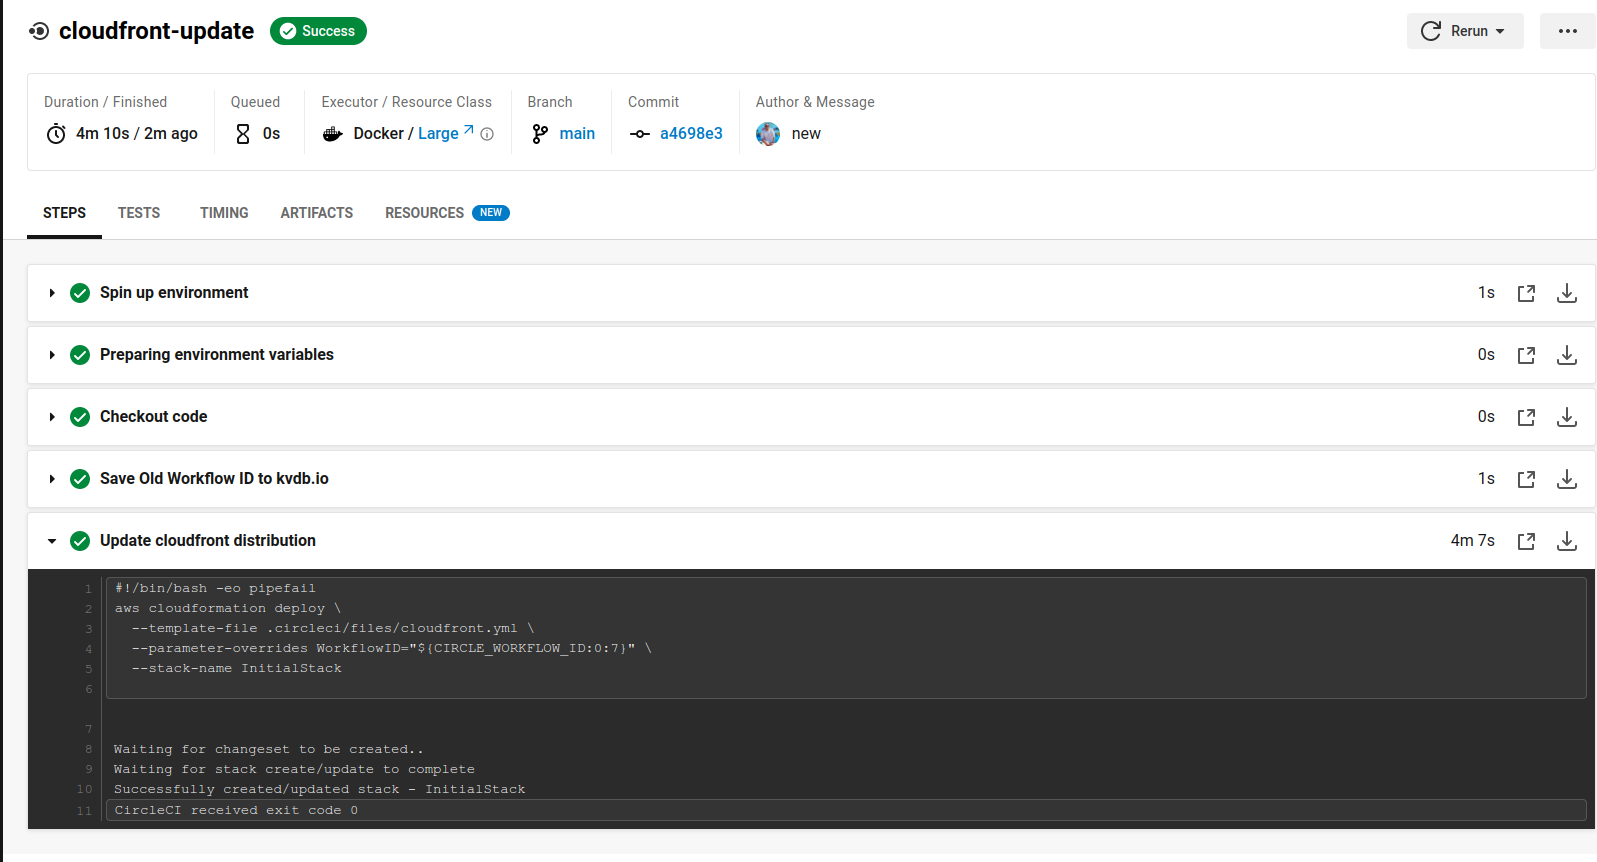 cloudfront-update Success Rerun
Duration / Finished Queued Executor / Resource Class Branch Commit Author & Message
4m 10s / 2m ago 0s Docker / Large main a4698e3 new
STEPS TESTS TIMING ARTIFACTS RESOURCES NEW
Spin up environment 1s
Preparing environment variables 0s
Checkout code 0s
Save Old Workflow ID to kvdb.io 1s
Update cloudfront distribution 4m 7s
1 #!/bin/bash -eo pipefail
2 aws cloudformation deploy \
3 --template-file .circleci/files/cloudfront.yml \
4 --parameter-overrides WorkflowID="${CIRCLE_WORKFLOW_ID:0:7}" \
5 --stack-name InitialStack
6
7
8 Waiting for changeset to be created..
9 Waiting for stack create/update to complete
10 Successfully created/updated stack - InitialStack
11 CircleCI received exit code 0